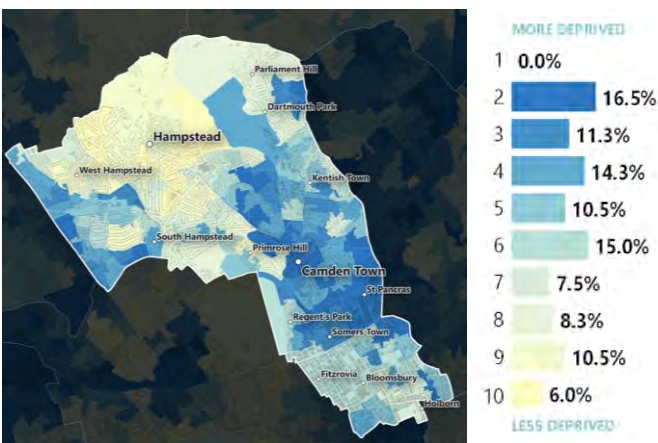 Parliament Hill
Dartmouth Park
Hampstead
West Hampstead
Kentish Town
South Hampstead
Primrose Hill
Camden Town
St Pancras
Regent's Park
Somers Town
Fitzrovia
Bloomsbury
Holborn
MORE DEPRIVED
1 0.0%
2 16.5%
3 11.3%
4 14.3%
5 10.5%
6 15.0%
7 7.5%
8 8.3%
9 10.5%
10 6.0%
LESS DEPRIVED